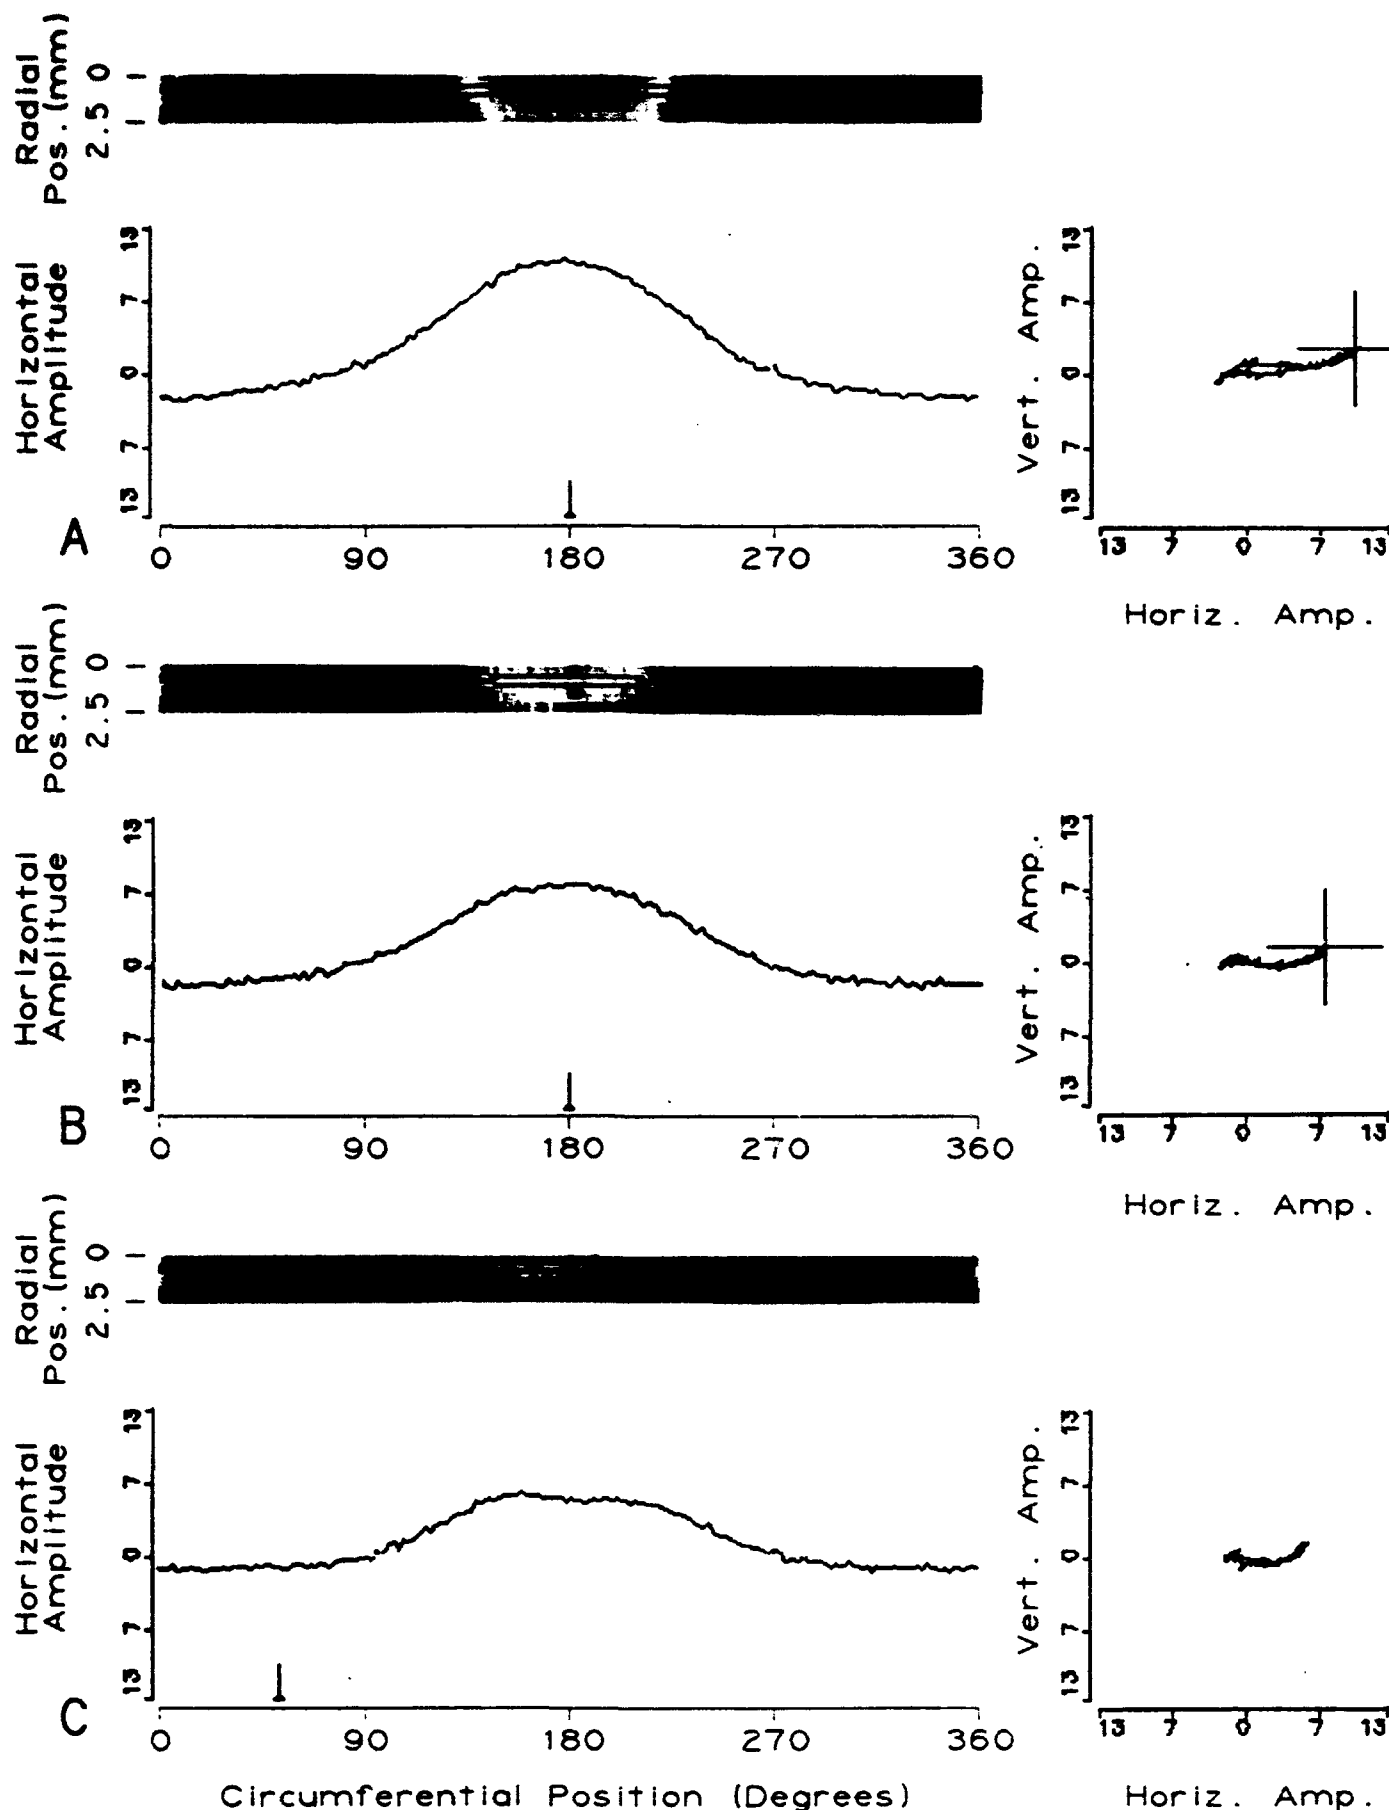 Radial
Pos. (mm)
0
2.5
Horizontal
Amplitude
13
7
0
7
13
A
0 90 180 270 360
Vert. Amp.
13
7
0
7
13
13 7 0 7 13
Horiz. Amp.
Radial
Pos. (mm)
0
2.5
Horizontal
Amplitude
13
7
0
7
13
B
0 90 180 270 360
Vert. Amp.
13
7
0
7
13
13 7 0 7 13
Horiz. Amp.
Radial
Pos. (mm)
0
2.5
Horizontal
Amplitude
13
7
0
7
13
C
0 90 180 270 360
Circumferential Position (Degrees)
Vert. Amp.
13
7
0
7
13
13 7 0 7 13
Horiz. Amp.